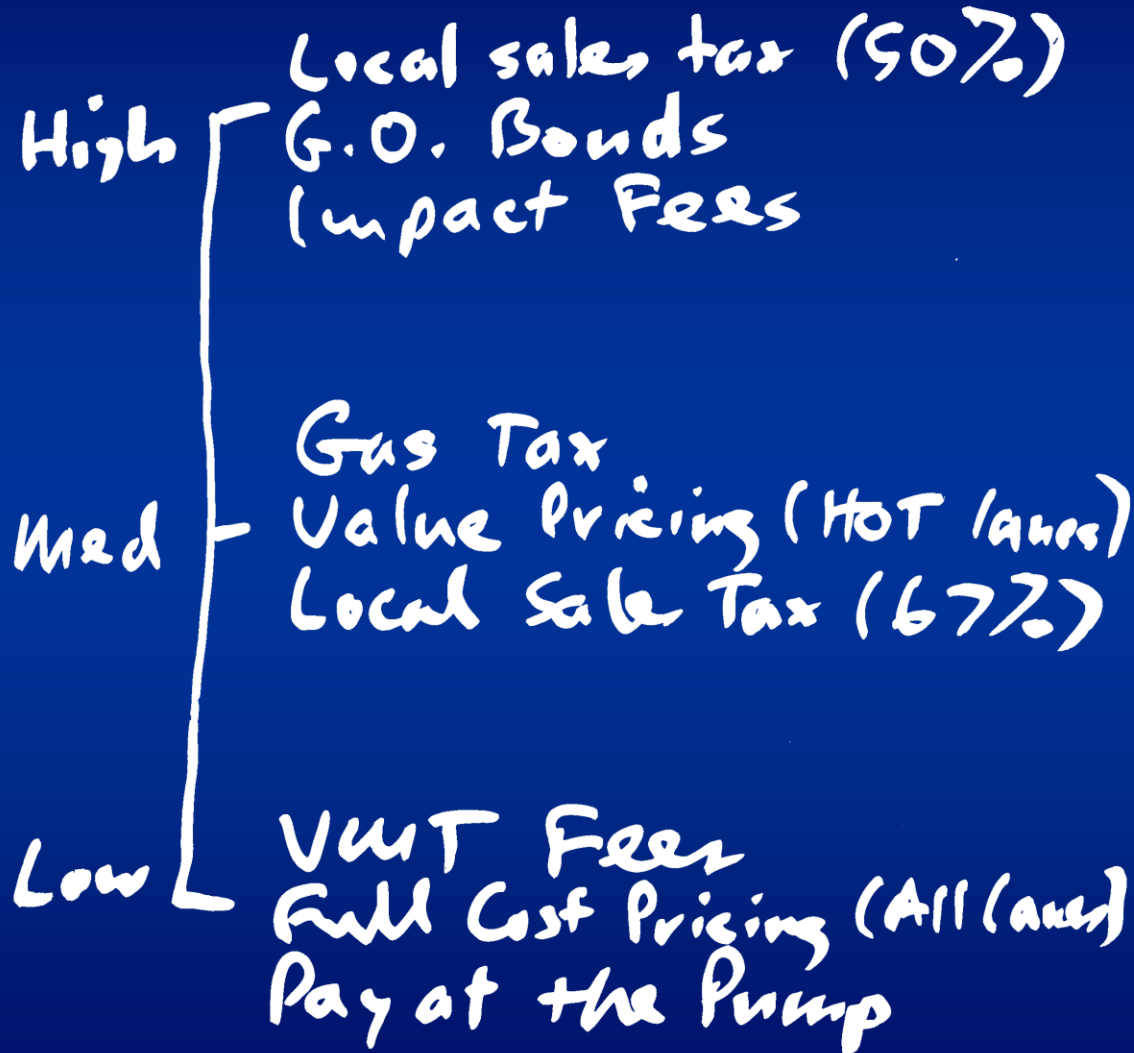 Local sales tax (50%)
High
G.O. Bonds
Impact Fees
Gas Tax
Med
Value Pricing (HOT lanes)
Local Sales Tax (67%)
VMT Fees
Low
Full Cost Pricing (All lanes)
Pay at the Pump